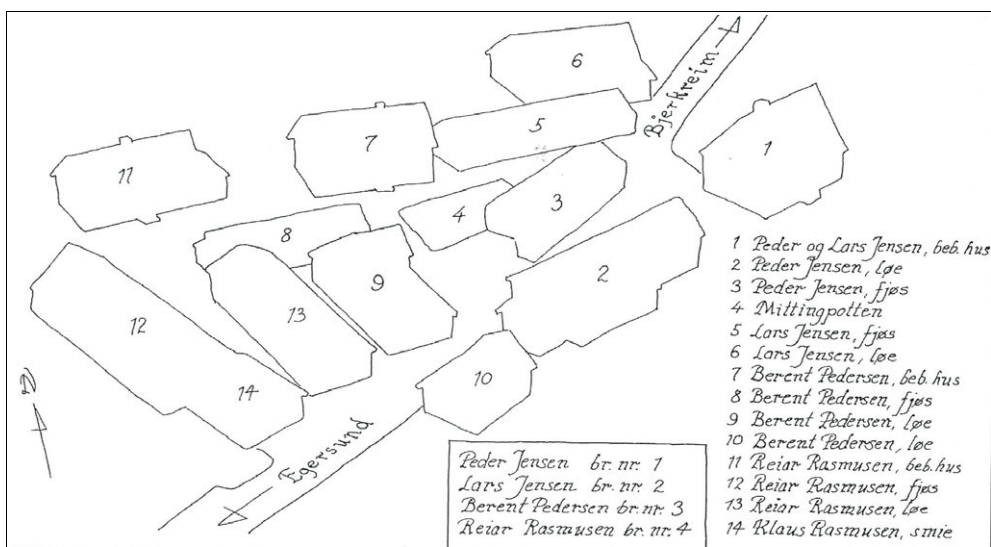 6
Bjerkreim
5
7
1
11
3
4
8
2
9
12
13
10
14
Egersund
1 Peder og Lars Jensen, beb. hus
2 Peder Jensen, løe
3 Peder Jensen, fjøs
4 Mittingpotten
5 Lars Jensen, fjøs
6 Lars Jensen, løe
7 Berent Pedersen, beb. hus
8 Berent Pedersen, fjøs
9 Berent Pedersen, løe
10 Berent Pedersen, løe
11 Reiar Rasmusen, beb. hus
12 Reiar Rasmusen, fjøs
13 Reiar Rasmusen, løe
14 Klaus Rasmusen, smie
Peder Jensen br. nr. 1
Lars Jensen br. nr. 2
Berent Pedersen br. nr. 3
Reiar Rasmusen br. nr. 4